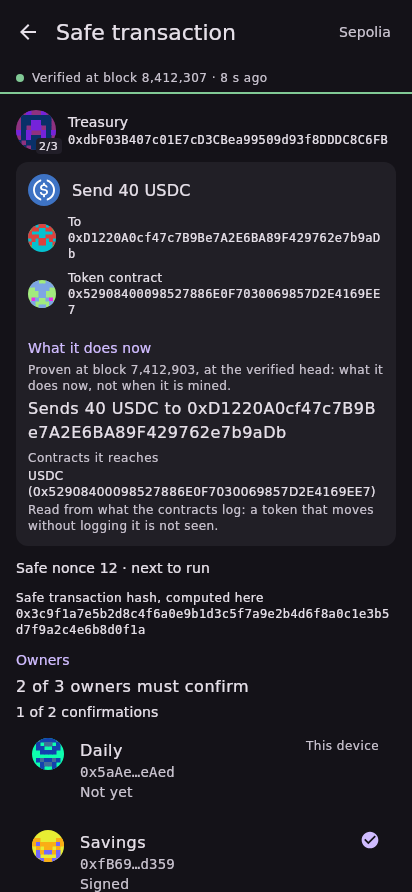 Safe transaction
Sepolia
Verified at block 8,412,307 · 8 s ago
Treasury
2/3
0xdbF03B407c01E7cD3CBea99509d93f8DDDC8C6FB
Send 40 USDC
To
0xD1220A0cf47c7B9Be7A2E6BA89F429762e7b9aD
b
Token contract
0x52908400098527886E0F7030069857D2E4169EE
7
What it does now
Proven at block 7,412,903, at the verified head: what it
does now, not when it is mined.
Sends 40 USDC to 0xD1220A0cf47c7B9B
e7A2E6BA89F429762e7b9aDb
Contracts it reaches
USDC
(0x52908400098527886E0F7030069857D2E4169EE7)
Read from what the contracts log: a token that moves
without logging it is not seen.
Safe nonce 12 · next to run
Safe transaction hash, computed here
0x3c9f1a7e5b2d8c4f6a0e9b1d3c5f7a9e2b4d6f8a0c1e3b5
d7f9a2c4e6b8d0f1a
Owners
2 of 3 owners must confirm
1 of 2 confirmations
Daily
This device
0x5aAe…eAed
Not yet
Savings
0xfB69…d359
Signed